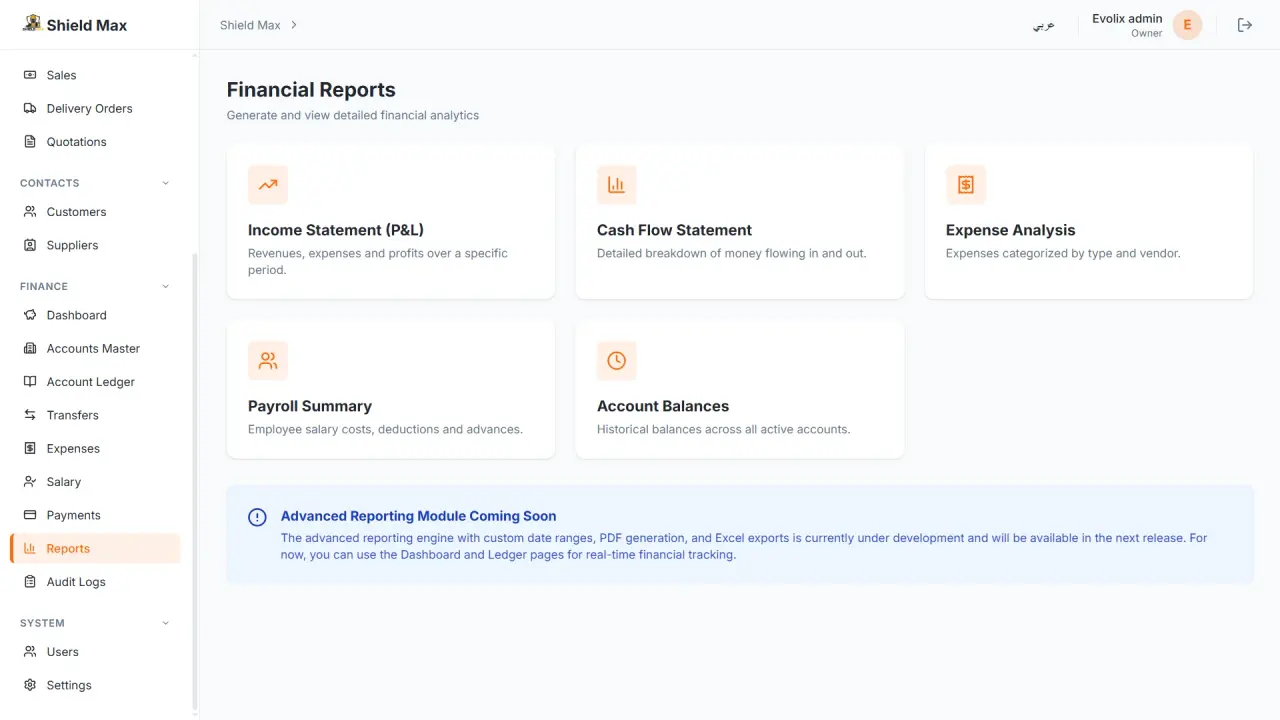 Shield Max
Sales
Delivery Orders
Quotations
CONTACTS
Customers
Suppliers
FINANCE
Dashboard
Accounts Master
Account Ledger
Transfers
Expenses
Salary
Payments
Reports
Audit Logs
SYSTEM
Users
Settings
Shield Max
عربي
Evolix admin
Owner
E
Financial Reports
Generate and view detailed financial analytics
Income Statement (P&L)
Revenues, expenses and profits over a specific
period.
Cash Flow Statement
Detailed breakdown of money flowing in and out.
Expense Analysis
Expenses categorized by type and vendor.
Payroll Summary
Employee salary costs, deductions and advances.
Account Balances
Historical balances across all active accounts.
Advanced Reporting Module Coming Soon
The advanced reporting engine with custom date ranges, PDF generation, and Excel exports is currently under development and will be available in the next release. For
now, you can use the Dashboard and Ledger pages for real-time financial tracking.